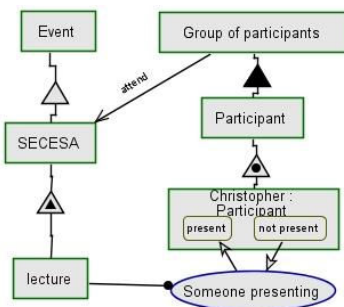 Event
Group of participants
attend
SECESA
Participant
Christopher :
Participant
present
not present
lecture
Someone presenting